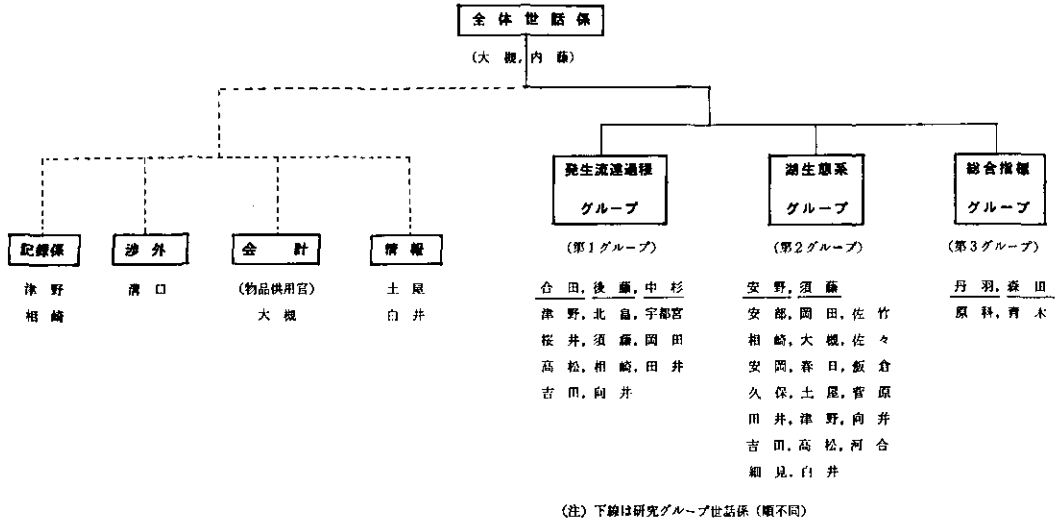 全体世話係
(大槻,内藤)
発生流達過程
グループ
湖生態系
グループ
総合指標
グループ
(第1グループ)
(第2グループ)
(第3グループ)
記録係
渉外
会計
情報
津野
相崎
溝口
(物品供用官)
大槻
土屋
白井
合田,後藤,中杉
津野,北畠,宇都宮
桜井,須藤,岡田
高松,相崎,田井
吉田,向井
安野,須藤
安部,岡田,佐竹
相崎,大槻,佐々
安岡,春日,飯倉
久保,土屋,菅原
田井,津野,向井
吉田,高松,河合
細見,白井
丹羽,森田
原科,青木
(注) 下線は研究グループ世話係(順不同)